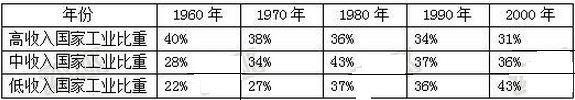 年份 1960 年 1970 年 1980 年 1990 年 2000 年
高收入国家工业比重 40% 38% 36% 34% 31%
中收入国家工业比重 28% 34% 43% 37% 36%
低收入国家工业比重 22% 27% 37% 36% 43%